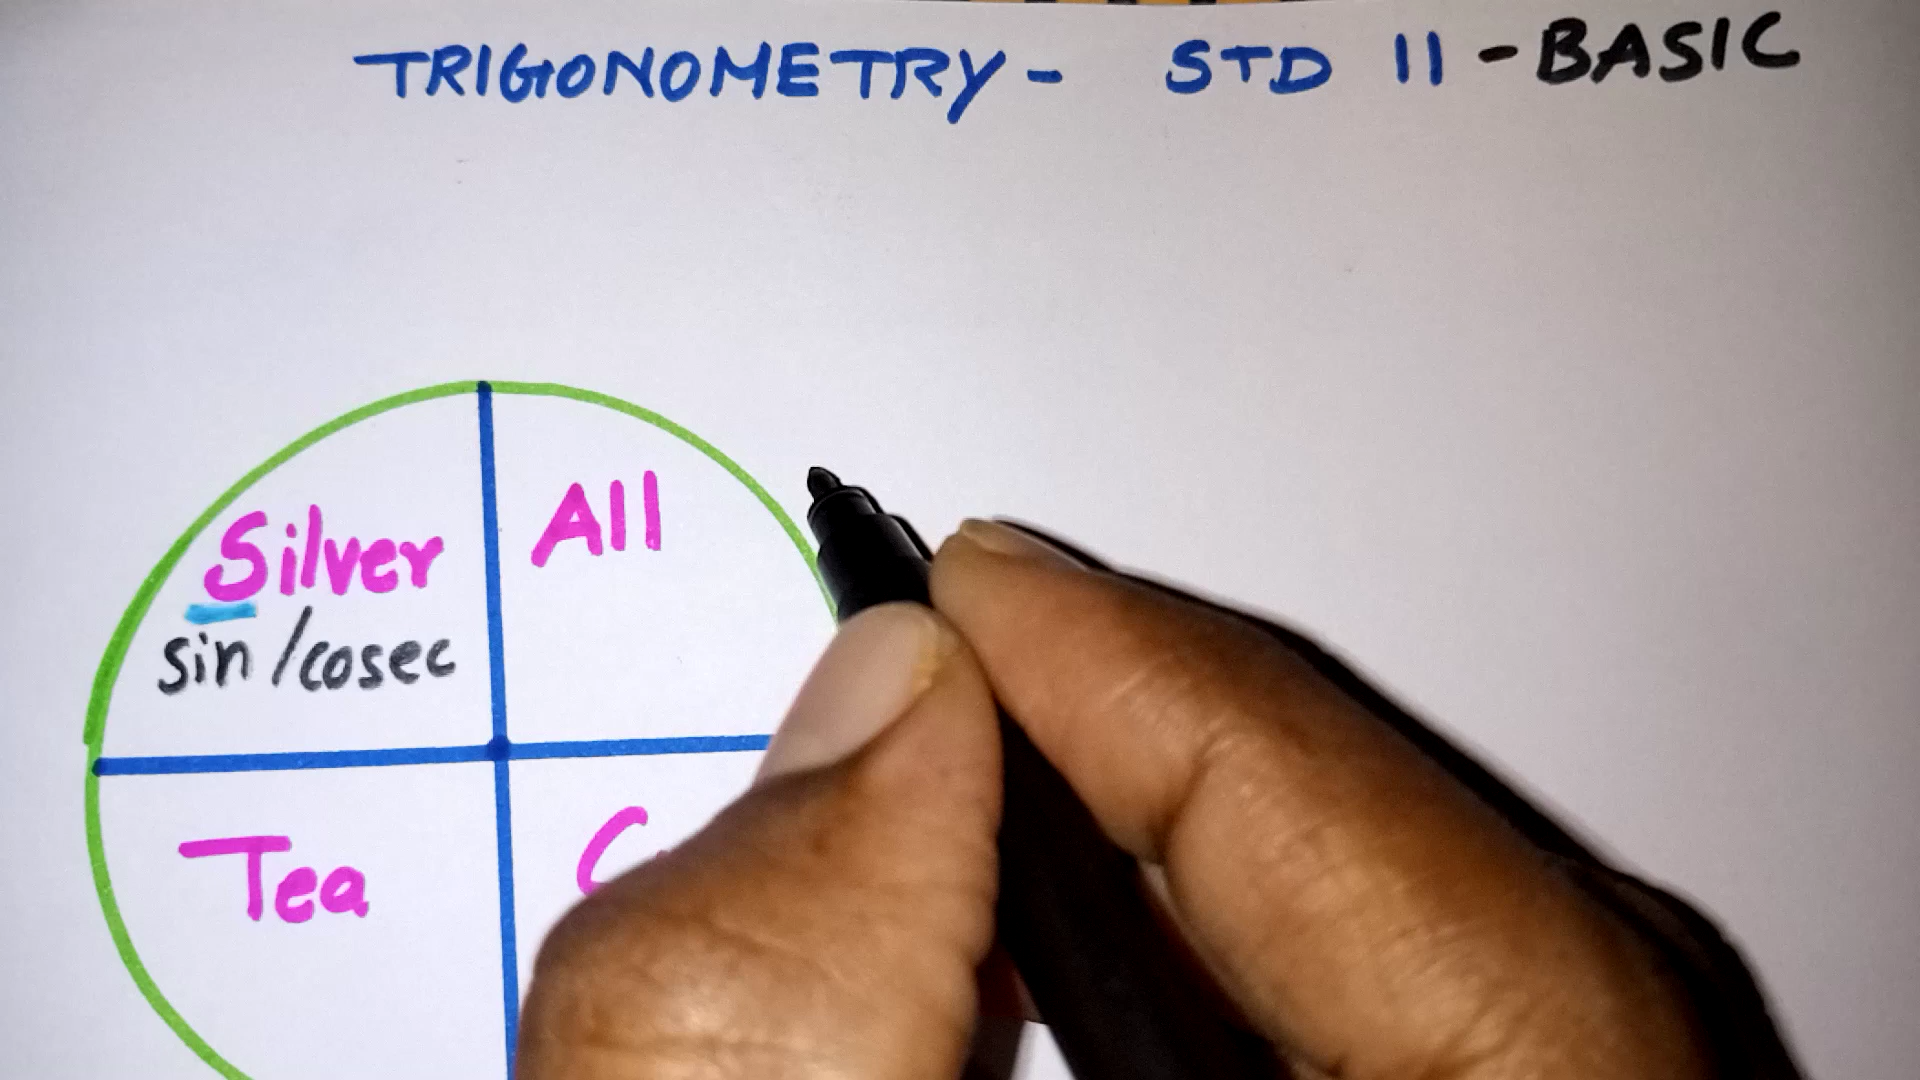 TRIGONOMETRY - STD 11 - BASIC
All
Silver
sin/cosec
Tea